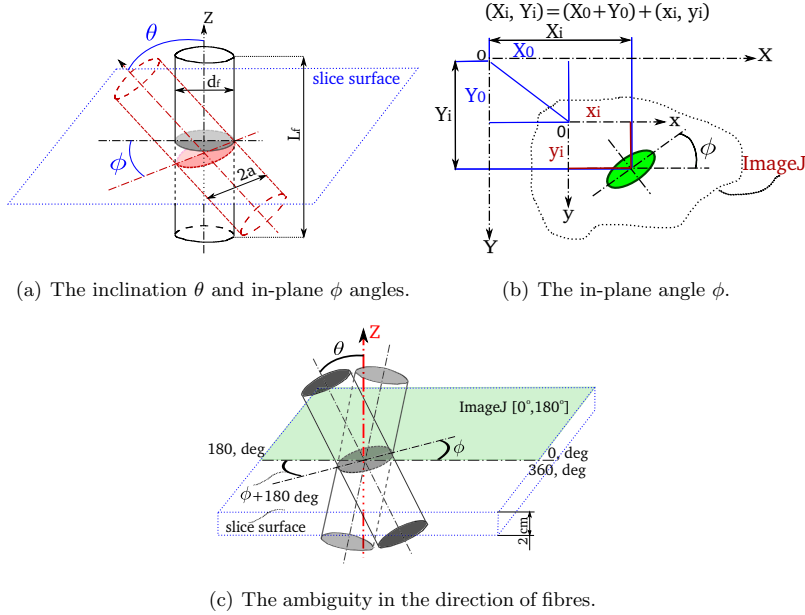 Z
θ
slice surface
d_f
L_f
ϕ
2a
(a) The inclination θ and in-plane ϕ angles.
(Xi, Yi)=(X0+Y0)+(xi, yi)
Xi
X0
o
X
Yi
Y0
xi
0
x
yi
ϕ
ImageJ
y
Y
(b) The in-plane angle ϕ.
Z
θ
ImageJ [0°,180°]
180, deg
ϕ
0, deg
360, deg
ϕ+180 deg
slice surface
2 cm
(c) The ambiguity in the direction of fibres.